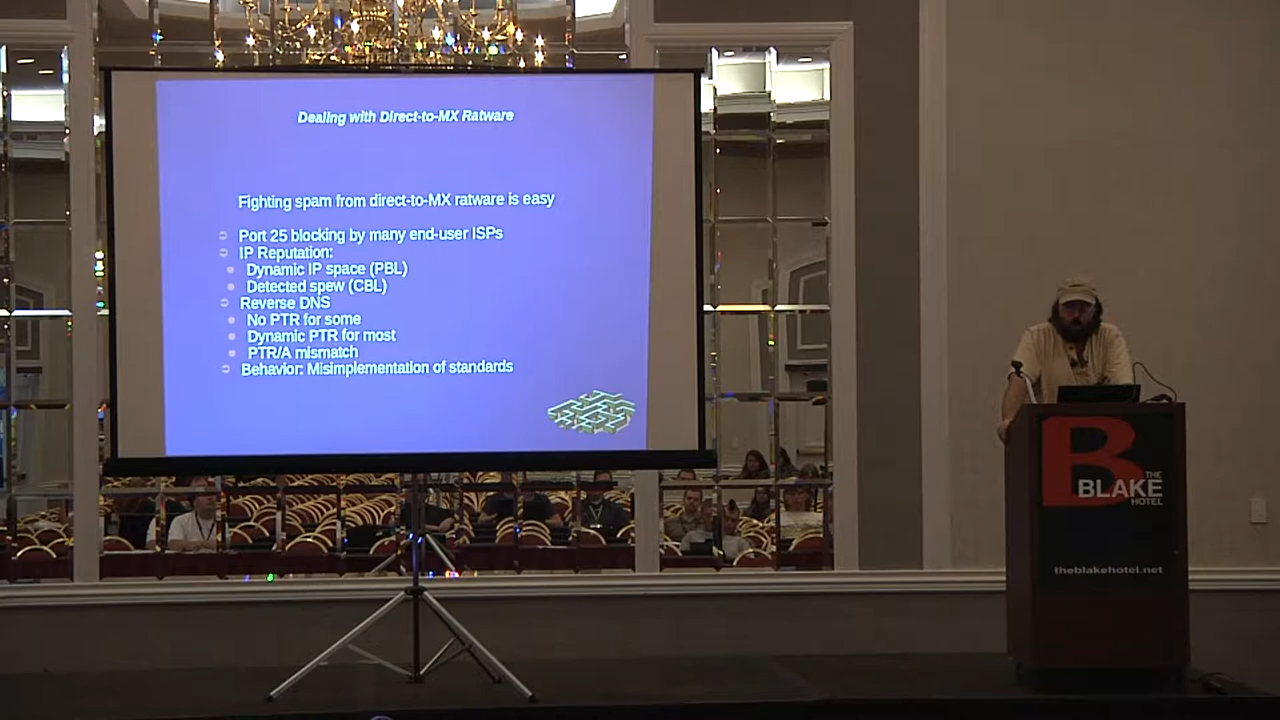 Dealing with Direct-to-MX Ratware
Fighting spam from direct-to-MX ratware is easy
Port 25 blocking by many end-user ISPs
IP Reputation:
Dynamic IP space (PBL)
Detected spew (CBL)
Reverse DNS
No PTR for some
Dynamic PTR for most
PTR/A mismatch
Behavior: Misimplementation of standards
B
THE
BLAKE
HOTEL
theblakehotel.net